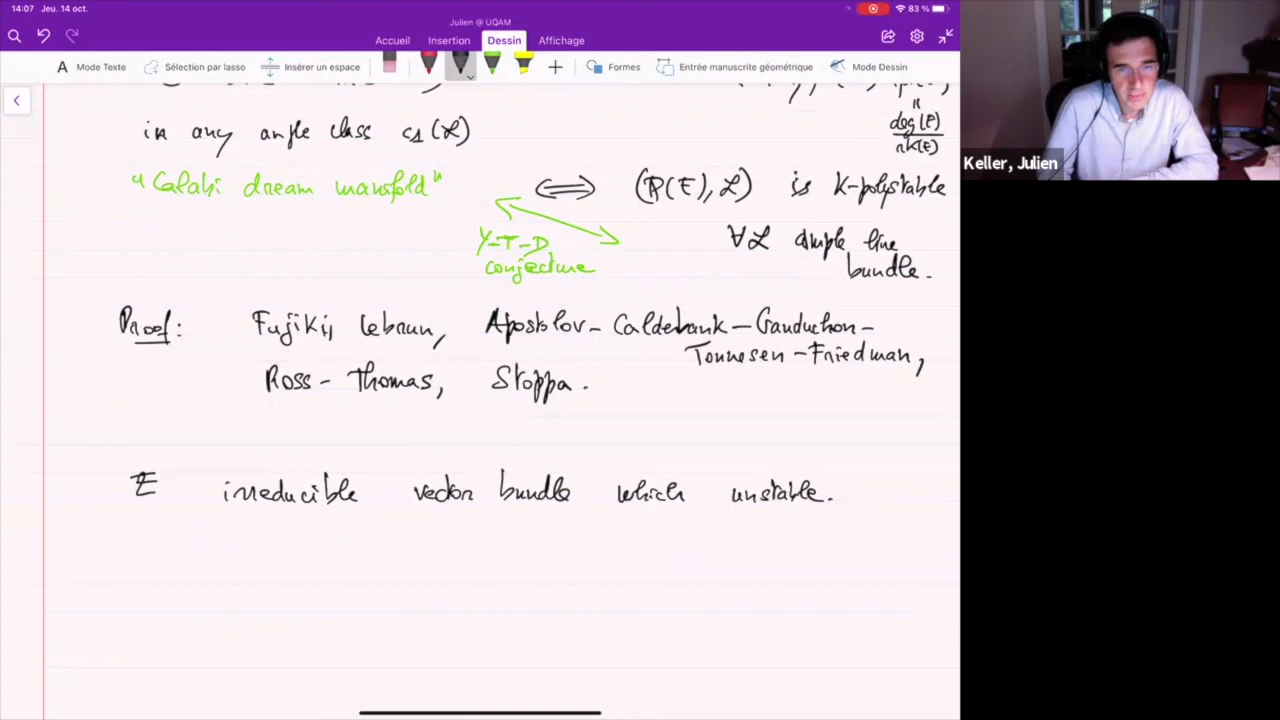 14:07 Jeu. 14 oct.
83 %
Julien @ UQAM
Accueil Insertion Dessin Affichage
Mode Texte Sélection par lasso Insérer un espace Formes Entrée manuscrite géométrique Mode Dessin
in any angle class c1(L)
deg(E)
rk(E)
"Calabi dream manifold" ⟺ (P(E), L) is K-polystable
Y-T-D
conjecture
∀L ample line
bundle.
Proof: Fujiki, Lebrun, Apostolov – Calderbank – Gauduchon –
Tonnesen – Friedman,
Ross – Thomas, Stoppa.
E irreducible vector bundle which unstable.
Keller, Julien